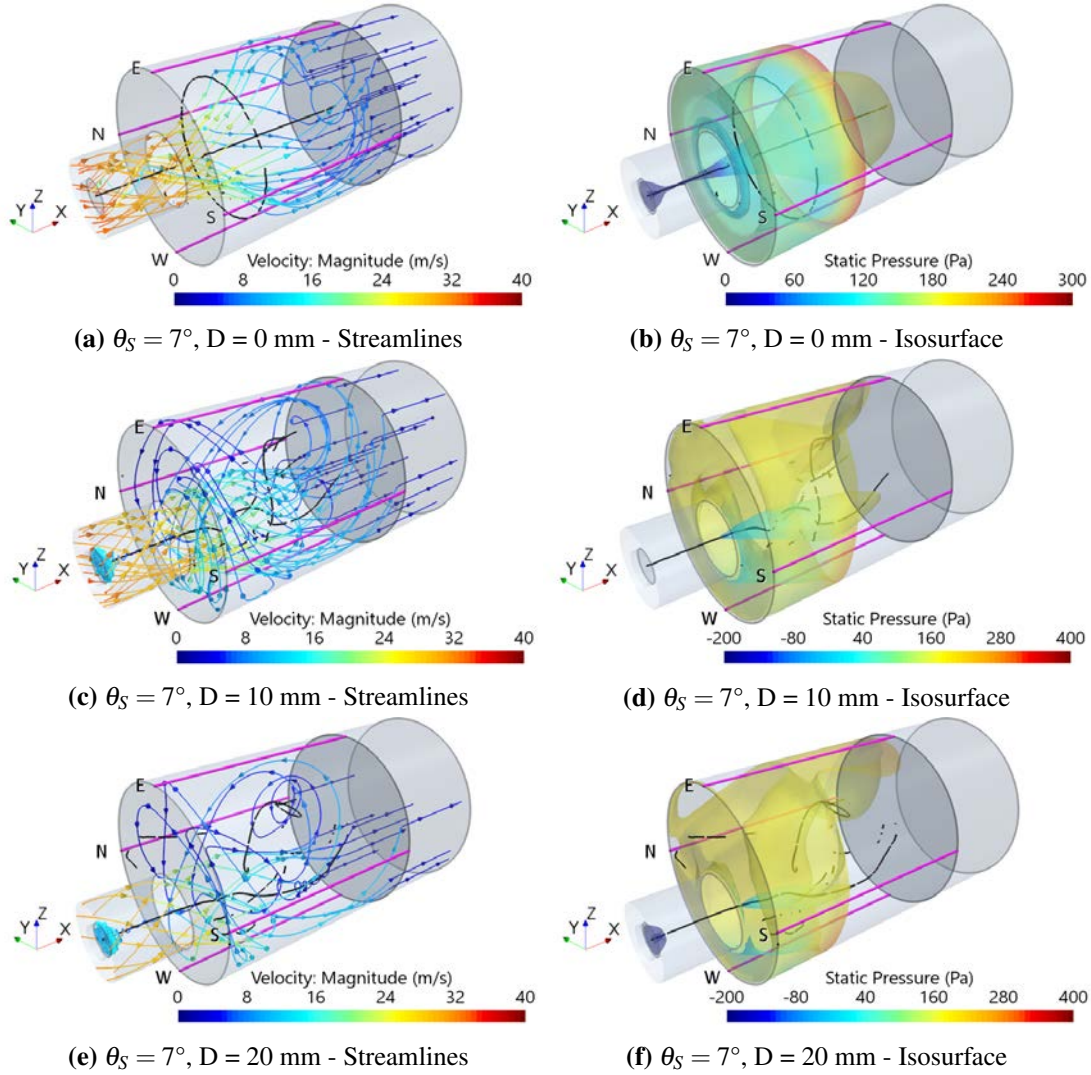 E
N
S
W
Z
Y X
Velocity: Magnitude (m/s)
0 8 16 24 32 40
(a) θS = 7°, D = 0 mm - Streamlines
E
N
S
W
Z
Y X
Static Pressure (Pa)
0 60 120 180 240 300
(b) θS = 7°, D = 0 mm - Isosurface
E
N
S
W
Z
Y X
Velocity: Magnitude (m/s)
0 8 16 24 32 40
(c) θS = 7°, D = 10 mm - Streamlines
E
N
S
W
Z
Y X
Static Pressure (Pa)
-200 -80 40 160 280 400
(d) θS = 7°, D = 10 mm - Isosurface
E
N
S
W
Z
Y X
Velocity: Magnitude (m/s)
0 8 16 24 32 40
(e) θS = 7°, D = 20 mm - Streamlines
E
N
S
W
Z
Y X
Static Pressure (Pa)
-200 -80 40 160 280 400
(f) θS = 7°, D = 20 mm - Isosurface